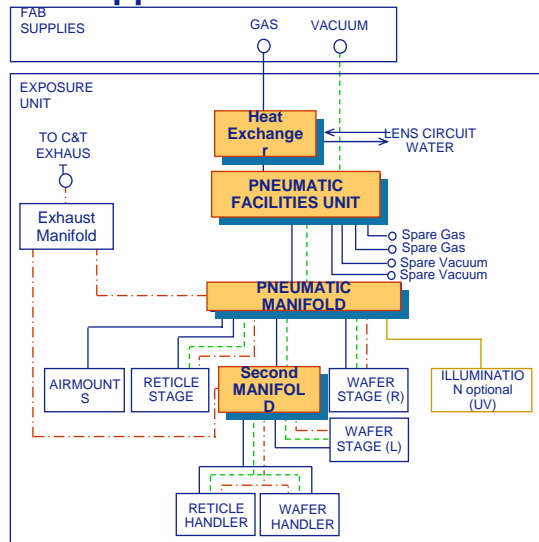 FAB
SUPPLIES
GAS
VACUUM
EXPOSURE
UNIT
TO C&T
EXHAUS
T
Heat
Exchange
r
LENS CIRCUIT
WATER
PNEUMATIC
FACILITIES UNIT
Exhaust
Manifold
Spare Gas
Spare Gas
Spare Vacuum
Spare Vacuum
PNEUMATIC
MANIFOLD
AIRMOUNT
S
RETICLE
STAGE
Second
MANIFOL
D
WAFER
STAGE (R)
ILLUMINATIO
N optional
(UV)
WAFER
STAGE (L)
RETICLE
HANDLER
WAFER
HANDLER